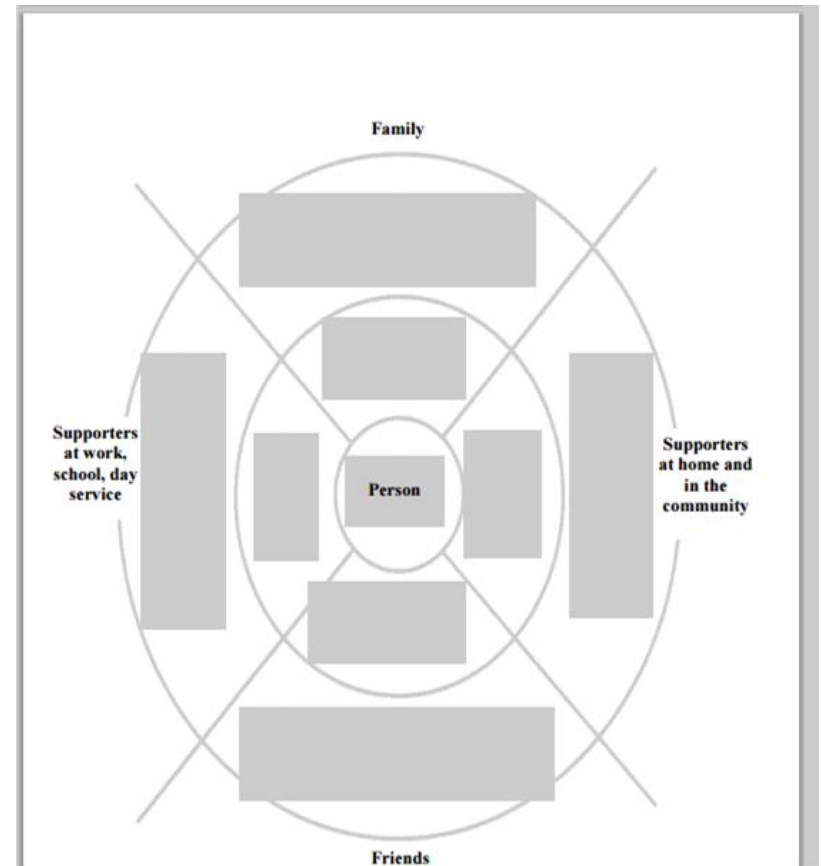 Family
Supporters
at work,
school, day
service
Person
Supporters
at home and
in the
community
Friends